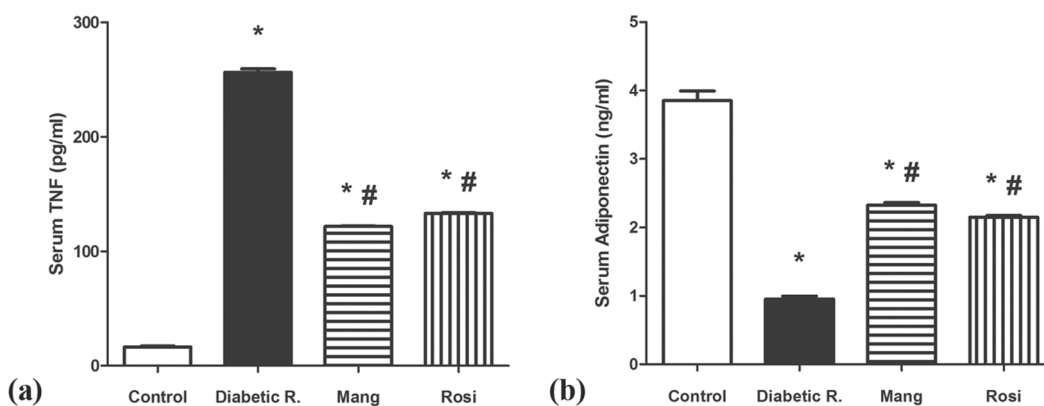 Serum TNF (pg/ml)
300
200
100
0
*
* #
* #
Control Diabetic R. Mang Rosi
(a)
Serum Adiponectin (ng/ml)
5
4
3
2
1
0
*
* #
* #
Control Diabetic R. Mang Rosi
(b)